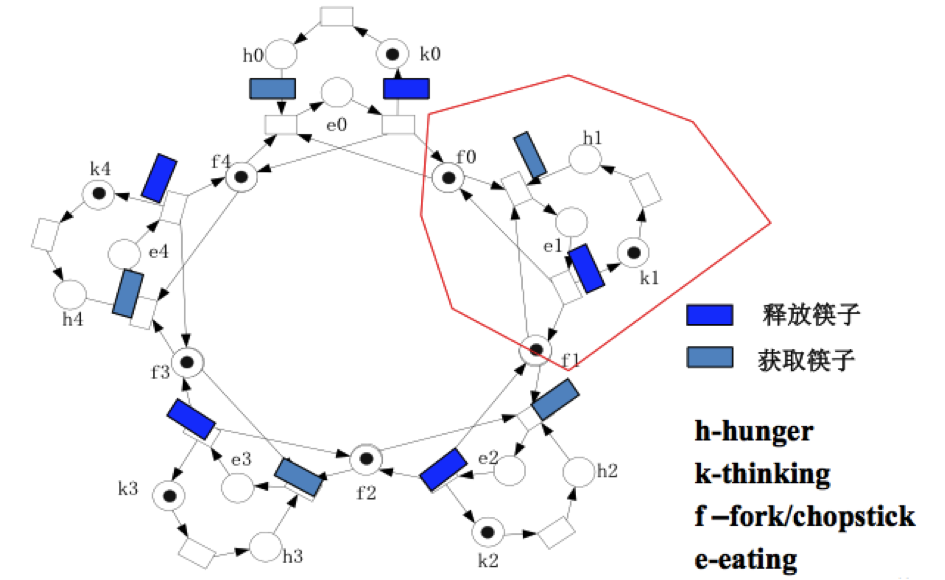 h0
k0
e0
f4
f0
h1
k4
e4
e1
k1
h4
f3
f1
释放筷子
获取筷子
h-hunger
k-thinking
f –fork/chopstick
e-eating
e3
f2
e2
h2
k3
h3
k2